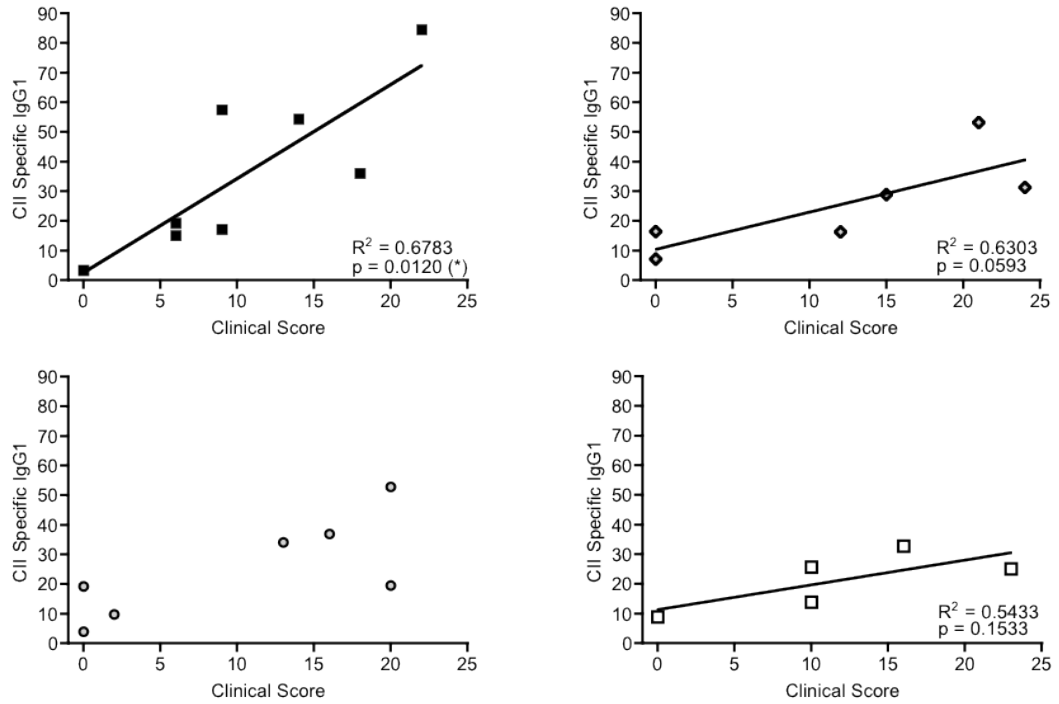 90
80
70
60
50
40
30
20
10
0
CII Specific IgG1
R² = 0.6783
p = 0.0120 (*)
0 5 10 15 20 25
Clinical Score
90
80
70
60
50
40
30
20
10
0
CII Specific IgG1
R² = 0.6303
p = 0.0593
0 5 10 15 20 25
Clinical Score
90
80
70
60
50
40
30
20
10
0
CII Specific IgG1
0 5 10 15 20 25
Clinical Score
90
80
70
60
50
40
30
20
10
0
CII Specific IgG1
R² = 0.5433
p = 0.1533
0 5 10 15 20 25
Clinical Score